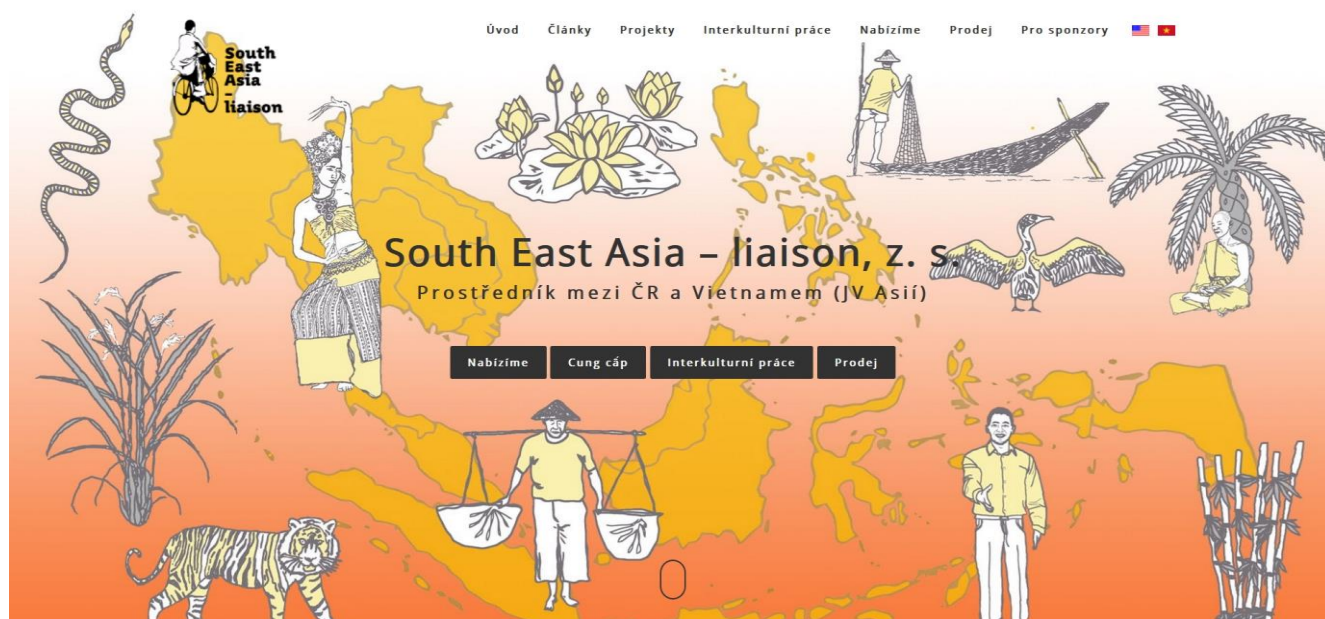 Úvod Články Projekty Interkulturní práce Nabízíme Prodej Pro sponzory
South
East
Asia
–
liaison
South East Asia – liaison, z. s.
Prostředník mezi ČR a Vietnamem (JV Asií)
Nabízíme Cung cấp Interkulturní práce Prodej